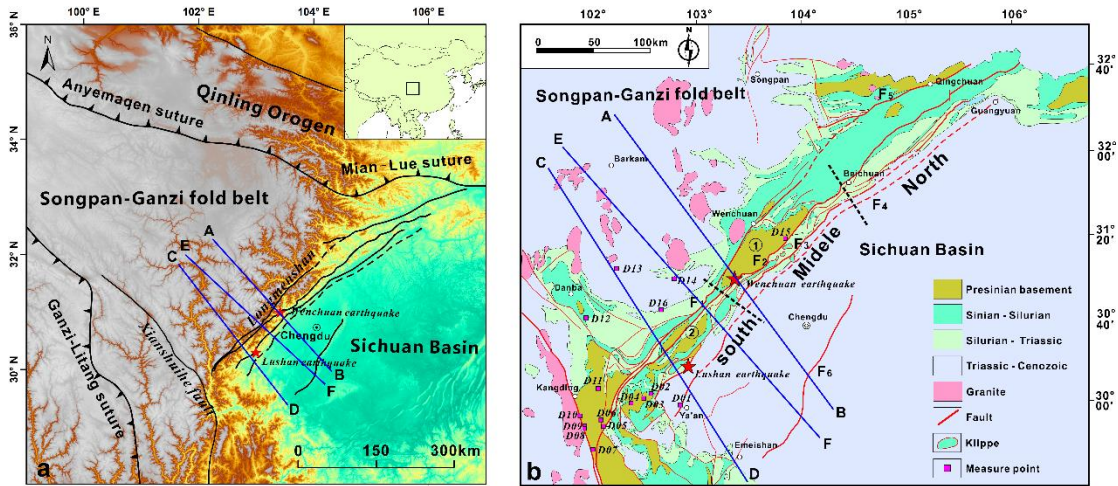 100° E
102° E
104° E
106° E
36° N
34° N
32° N
30° N
N
Anyemaqen suture
Qinling Orogen
Mian-Lue suture
Songpan-Ganzi fold belt
A
E
C
Longmenshan
Wenchuan earthquake
Chengdu
Sichuan Basin
Ganzi-Litang suture
Xianshuihe fault
Lushan earthquake
B
F
D
0 150 300km
a
102°
103°
104°
105°
106°
0 50 100km
N
32°
40'
32°
00'
31°
20'
30°
40'
30°
00'
Songpan
Qingchuan
F5
Guangyuan
Songpan-Ganzi fold belt
A
E
C
Barkam
Beichuan
North
F4
Wenchuan
D15
①
F3
F2
Midele
Sichuan Basin
D13
D14
Wenchuan earthquake
Danba
D16
F1
D12
south
Chengdu
②
Lushan earthquake
F6
Kangding
D11
D02
D04
D03
D01
Ya'an
D10
D06
D09
D05
D08
D07
B
F
Emeishan
D
b
Presinian basement
Sinian - Silurian
Silurian - Triassic
Triassic - Cenozoic
Granite
Fault
Klippe
Measure point